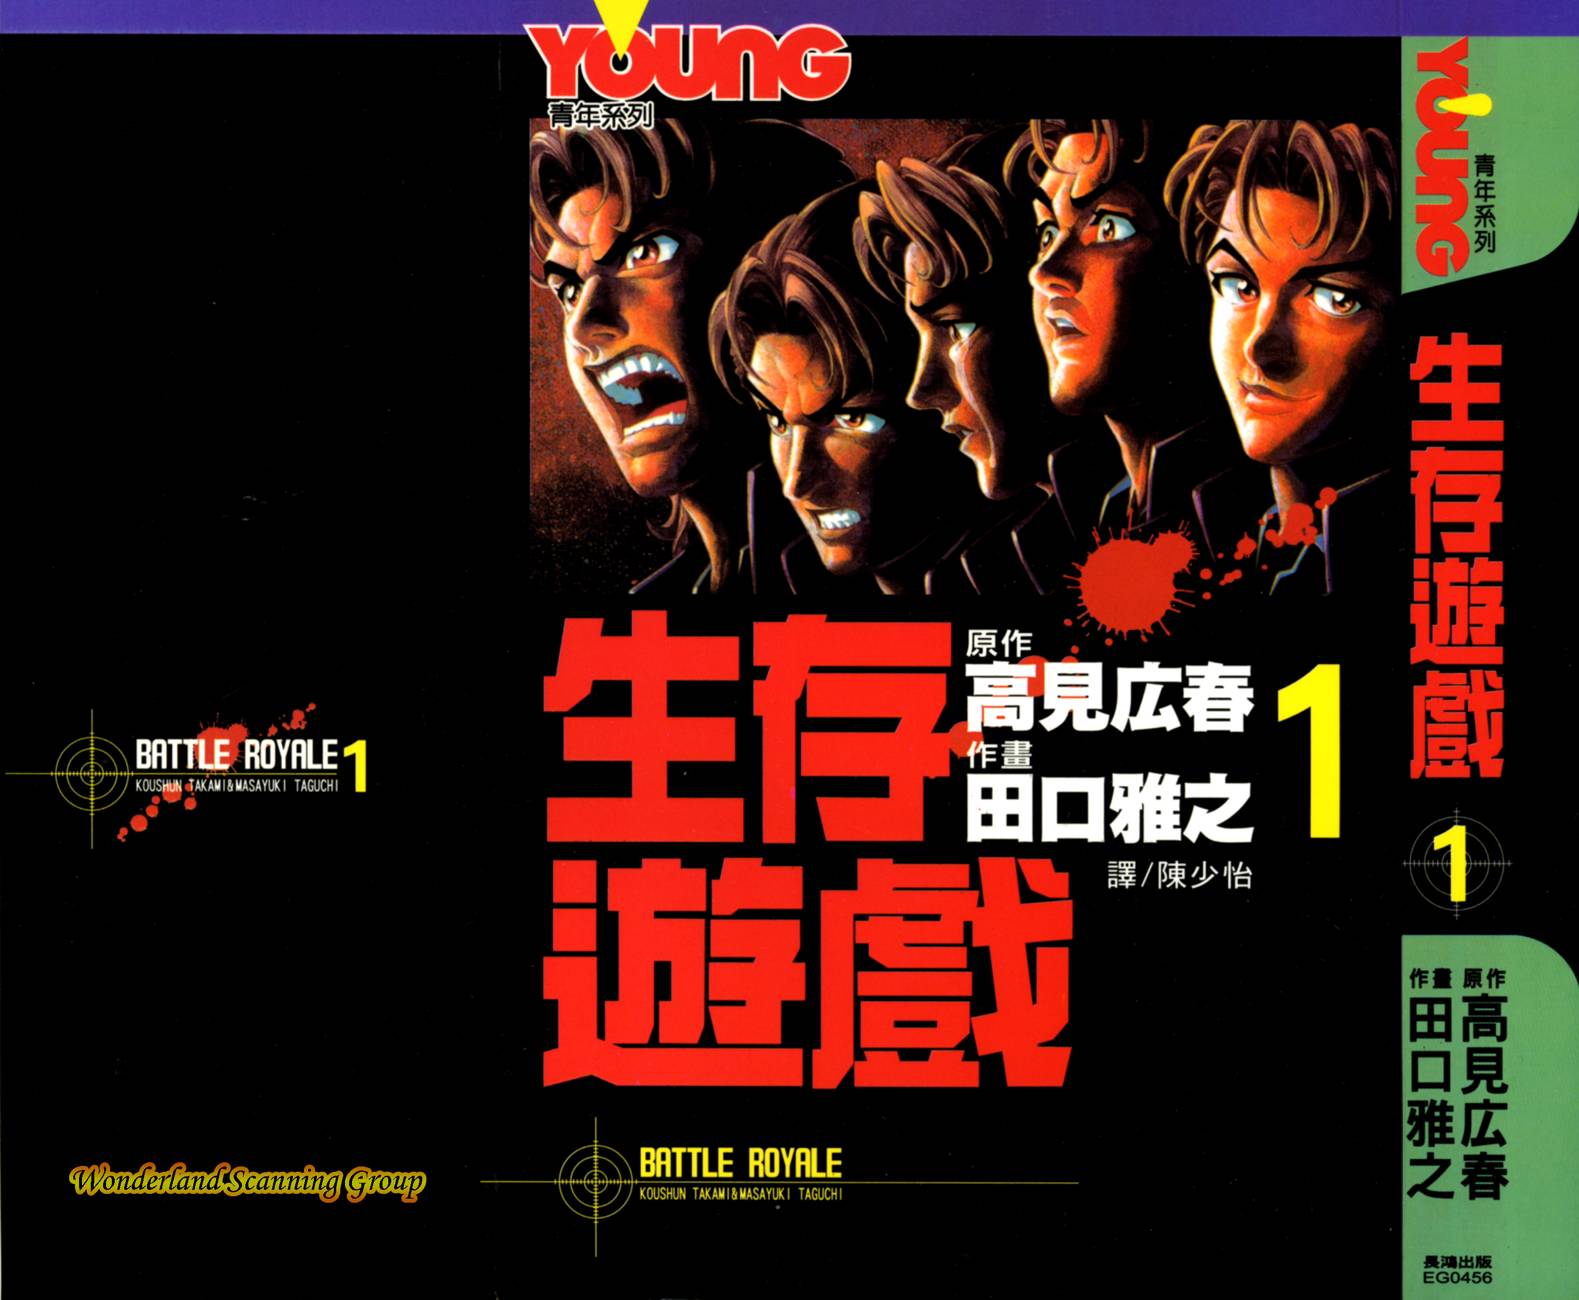 YOUNG
青年系列
原作
高見広春
作畫
田口雅之
1
譯/陳少怡
生存
遊戲
BATTLE ROYALE
KOUSHUN TAKAMI&MASAYUKI TAGUCHI
BATTLE ROYALE 1
KOUSHUN TAKAMI&MASAYUKI TAGUCHI
Wonderland Scanning Group
YOUNG
青年系列
生存遊戲
1
原作
高見広春
作畫
田口雅之
長鴻出版
EG0456